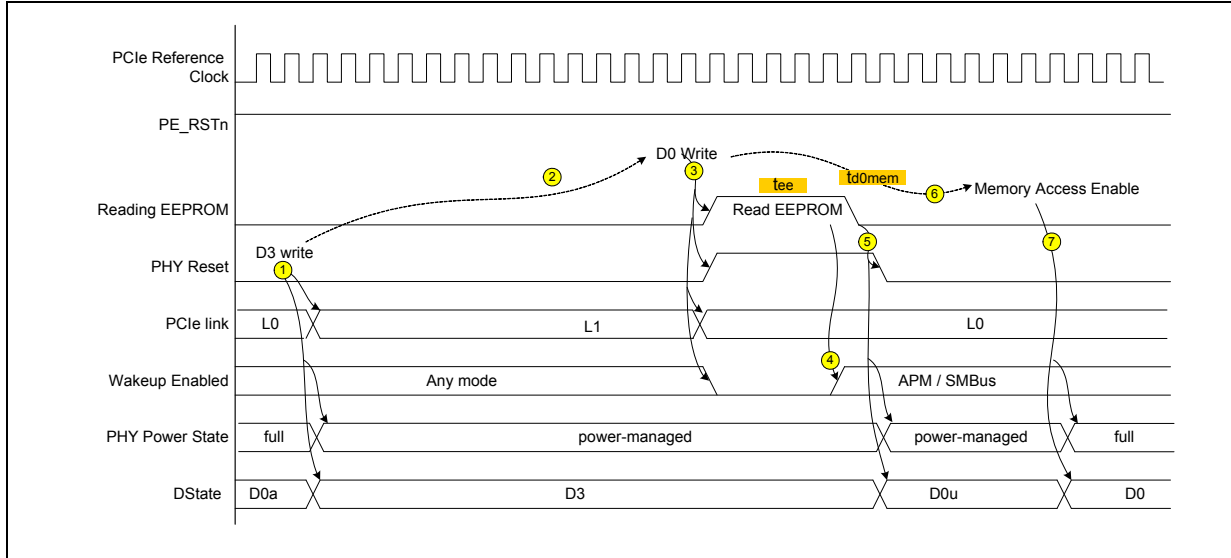 PCIe Reference
Clock
PE_RSTn
D0 Write
2
3
tee
td0mem
6
Memory Access Enable
Reading EEPROM
Read EEPROM
D3 write
5
7
1
PHY Reset
PCIe link
L0
L1
L0
4
Wakeup Enabled
Any mode
APM / SMBus
PHY Power State
full
power-managed
power-managed
full
DState
D0a
D3
D0u
D0